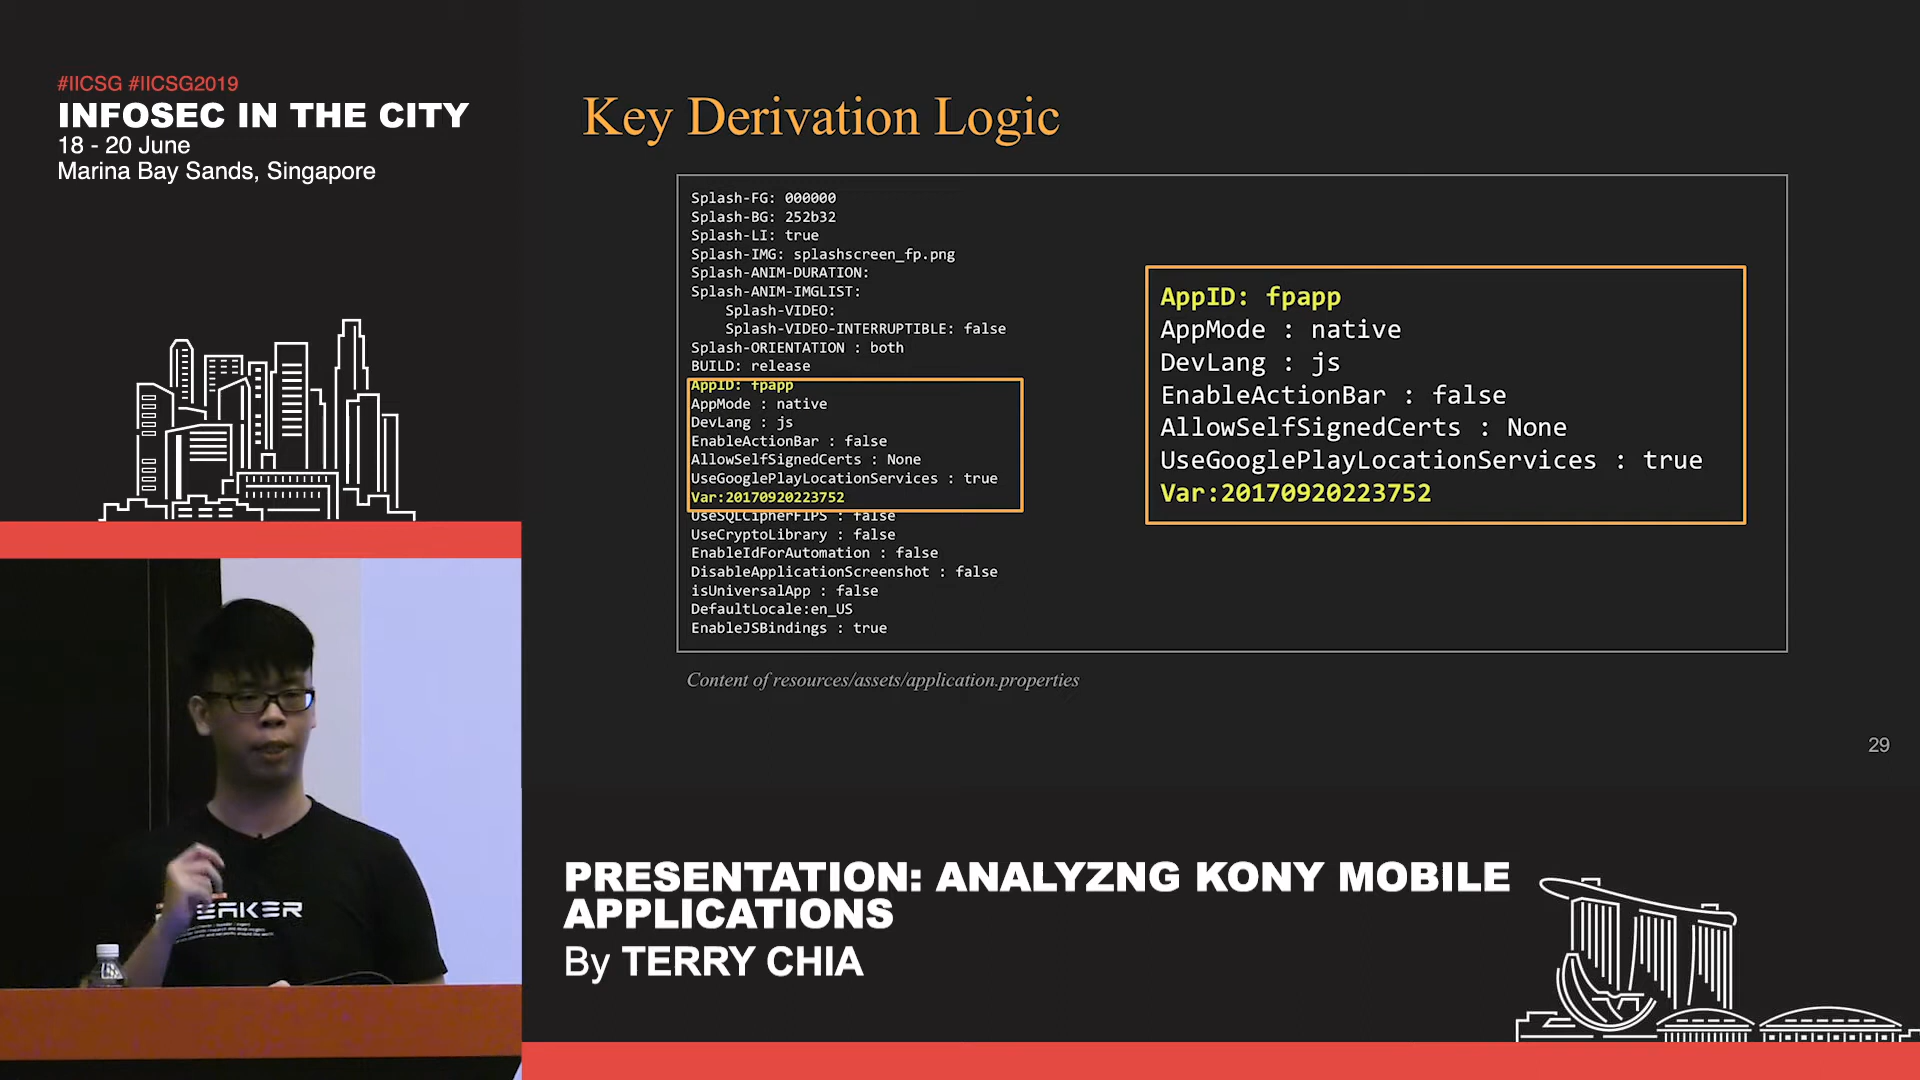 #IICSG #IICSG2019
INFOSEC IN THE CITY
18 - 20 June
Marina Bay Sands, Singapore
Key Derivation Logic
Splash-FG: 000000
Splash-BG: 252b32
Splash-LI: true
Splash-IMG: splashscreen_fp.png
Splash-ANIM-DURATION:
Splash-ANIM-IMGLIST:
Splash-VIDEO:
Splash-VIDEO-INTERRUPTIBLE: false
Splash-ORIENTATION : both
BUILD: release
AppID: fpapp
AppMode : native
DevLang : js
EnableActionBar : false
AllowSelfSignedCerts : None
UseGooglePlayLocationServices : true
Var:20170920223752
UseSQLCipherFIPS : false
UseCryptoLibrary : false
EnableIdForAutomation : false
DisableApplicationScreenshot : false
isUniversalApp : false
DefaultLocale:en_US
EnableJSBindings : true
AppID: fpapp
AppMode : native
DevLang : js
EnableActionBar : false
AllowSelfSignedCerts : None
UseGooglePlayLocationServices : true
Var:20170920223752
Content of resources/assets/application.properties
29
PRESENTATION: ANALYZNG KONY MOBILE
APPLICATIONS
By TERRY CHIA